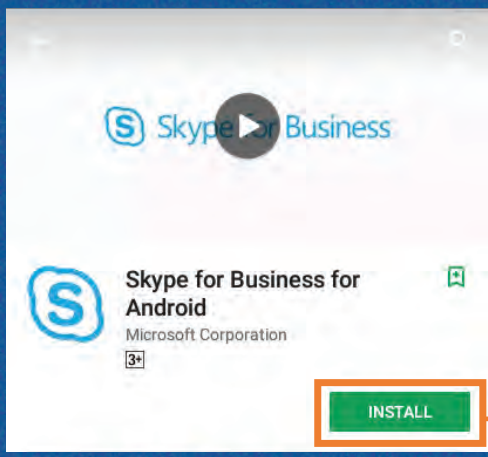 Skype for Business
Skype for Business for
Android
Microsoft Corporation
3+
INSTALL